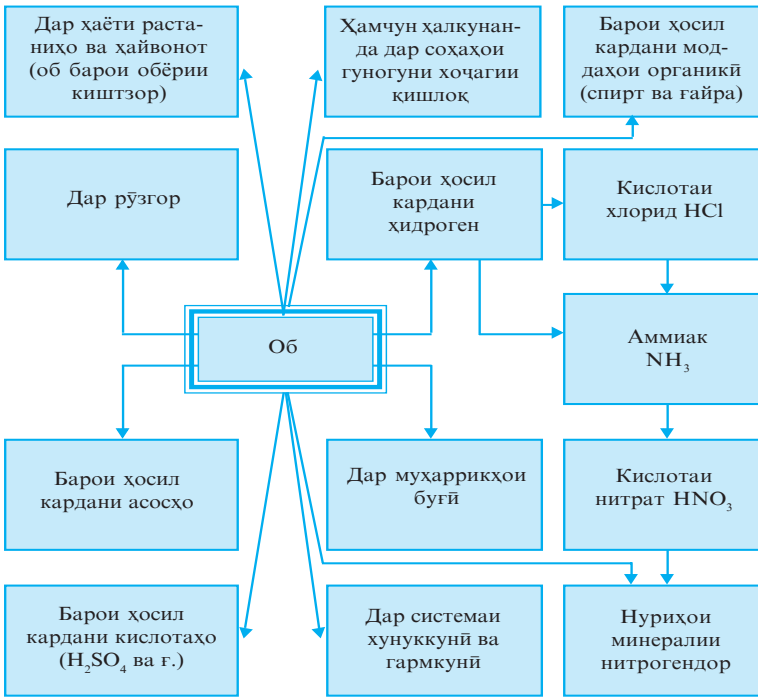 Дар ҳаёти раста-
ниҳо ва ҳайвонот
(об барои обёрии
киштзор)
Ҳамчун ҳалкунан-
да дар соҳаҳои
гуногуни хоҷагии
қишлоқ
Барои ҳосил
кардани мод-
даҳои органикӣ
(спирт ва ғайра)
Дар рӯзгор
Барои ҳосил
кардани
ҳидроген
Кислотаи
хлорид HCl
Об
Аммиак
NH₃
Барои ҳосил
кардани асосҳо
Дар муҳаррикҳои
буғӣ
Кислотаи
нитрат HNO₃
Барои ҳосил
кардани кислотаҳо
(H₂SO₄ ва ғ.)
Дар системаи
хунуккунӣ ва
гармкунӣ
Нуриҳои
минералии
нитрогендор